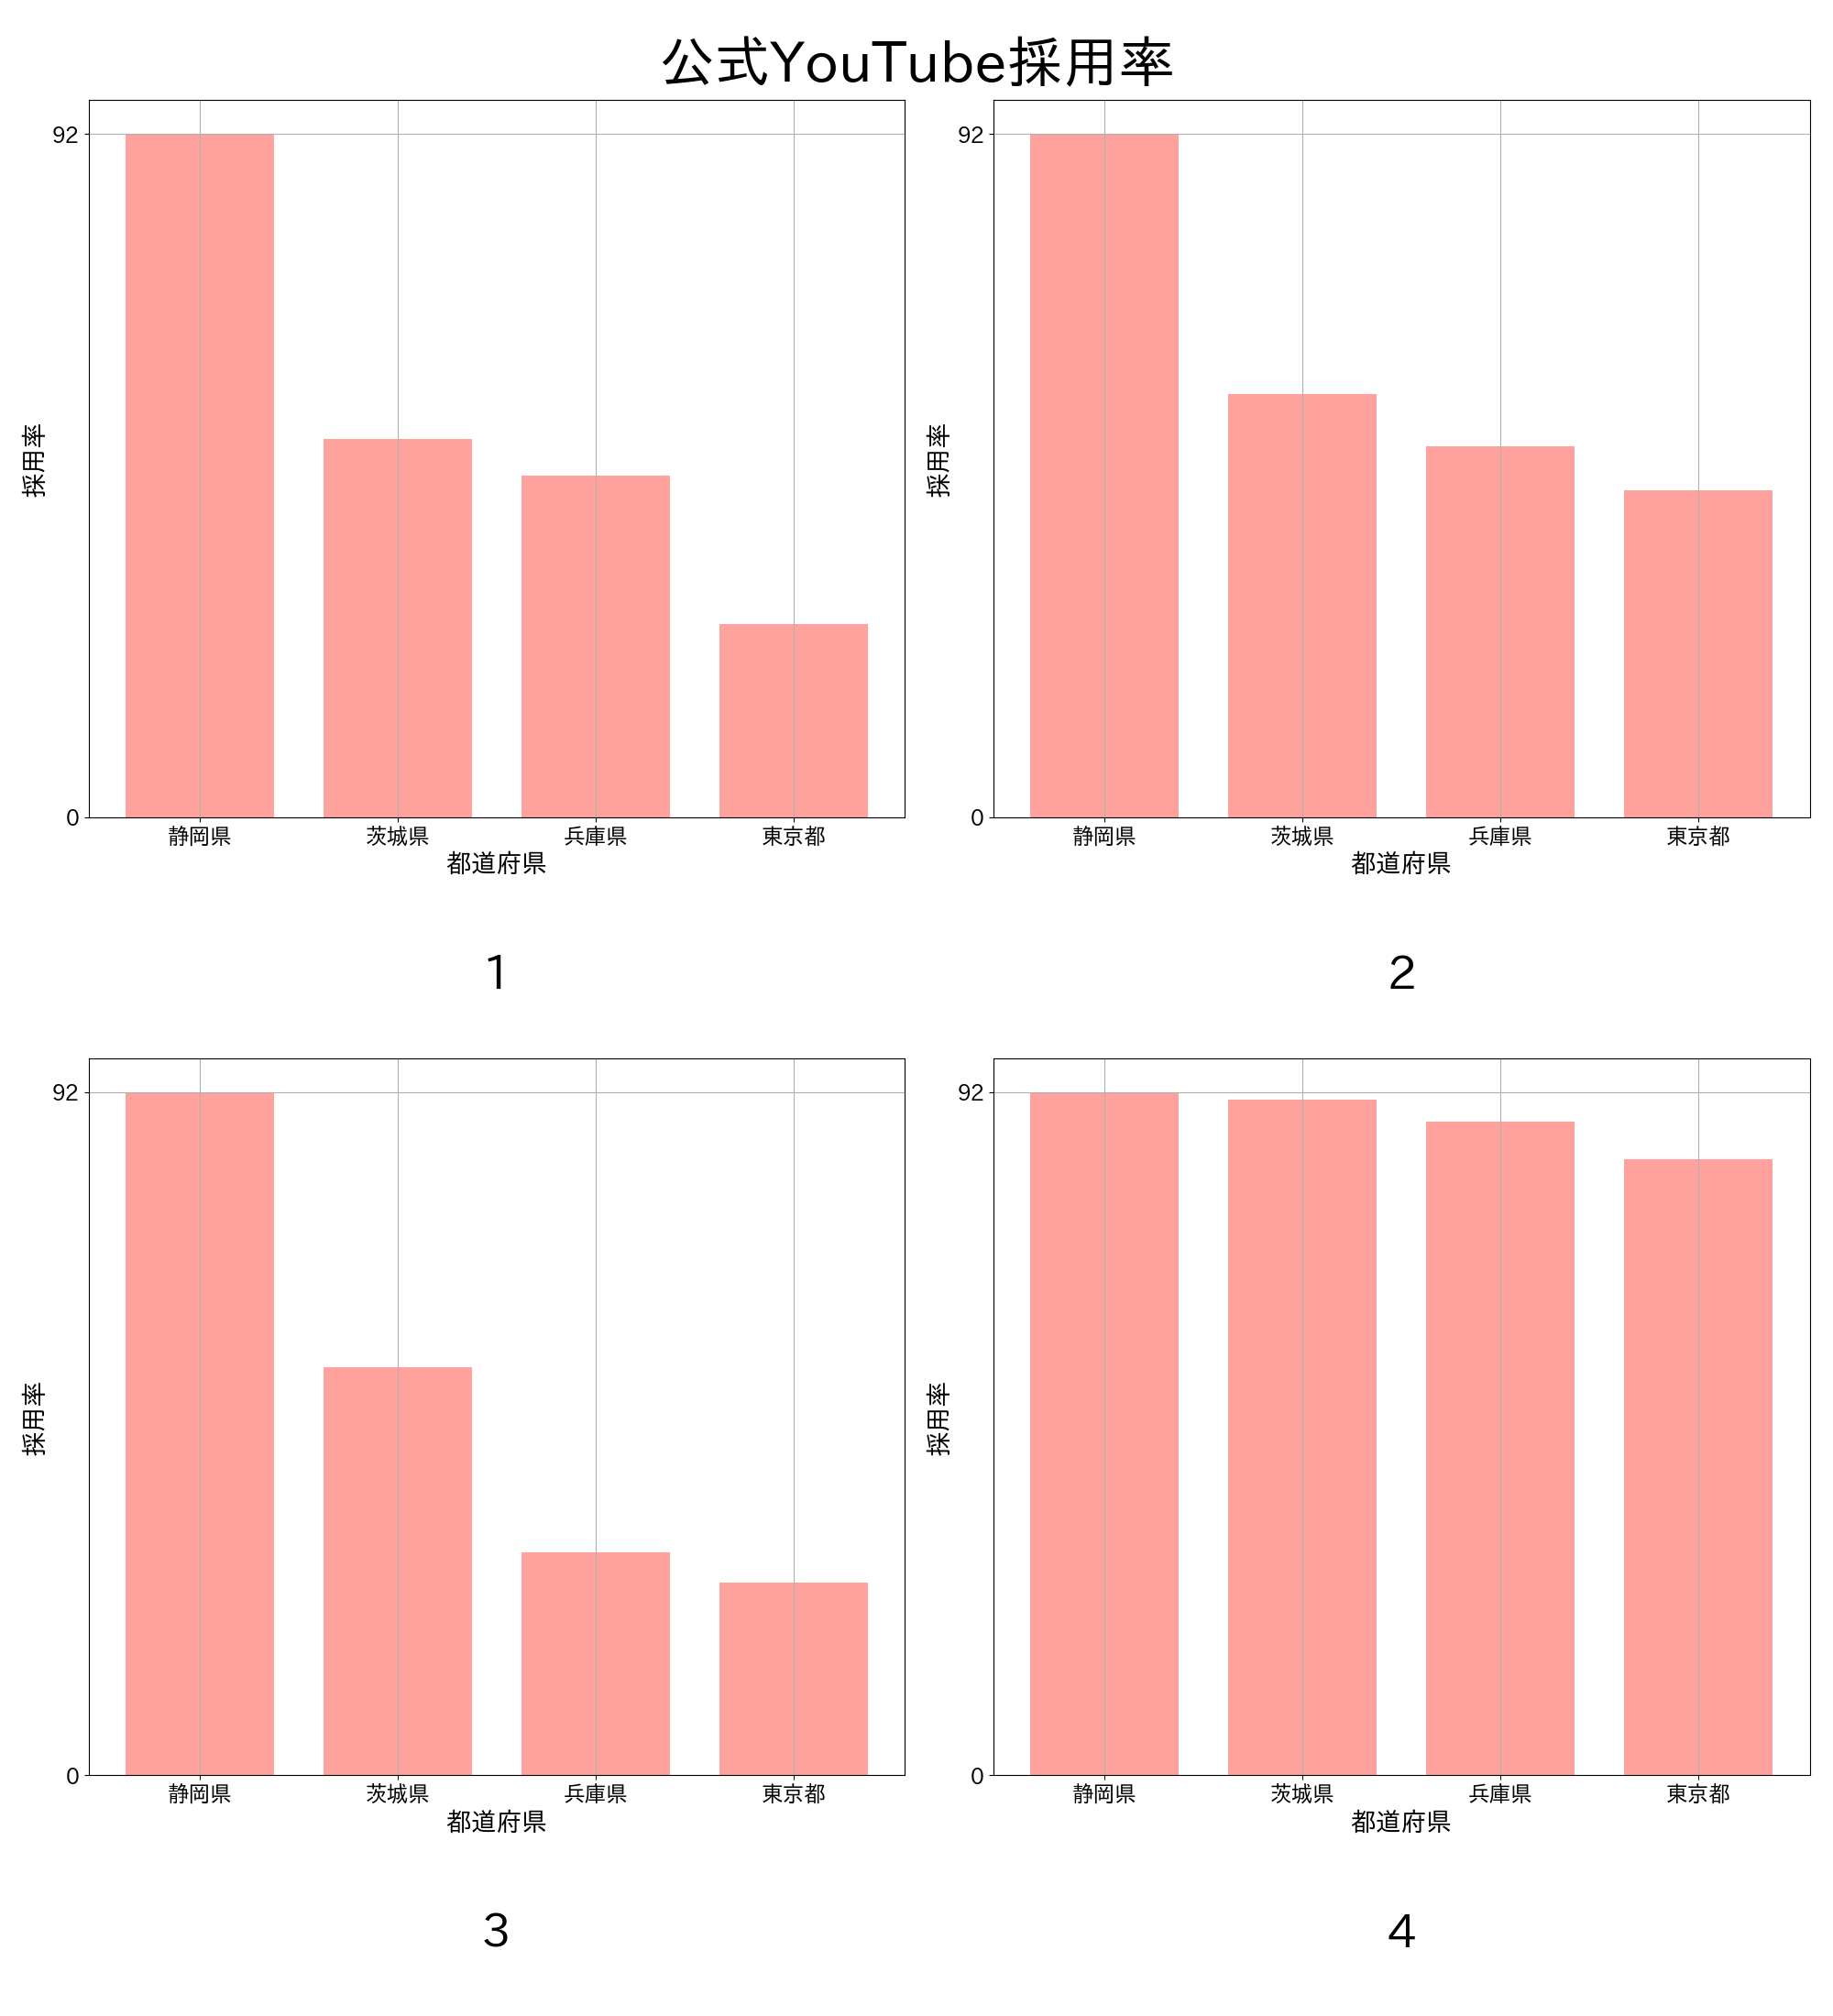 公式YouTube採用率
92
0
採用率
静岡県 茨城県 兵庫県 東京都
都道府県
1
92
0
採用率
静岡県 茨城県 兵庫県 東京都
都道府県
2
92
0
採用率
静岡県 茨城県 兵庫県 東京都
都道府県
3
92
0
採用率
静岡県 茨城県 兵庫県 東京都
都道府県
4